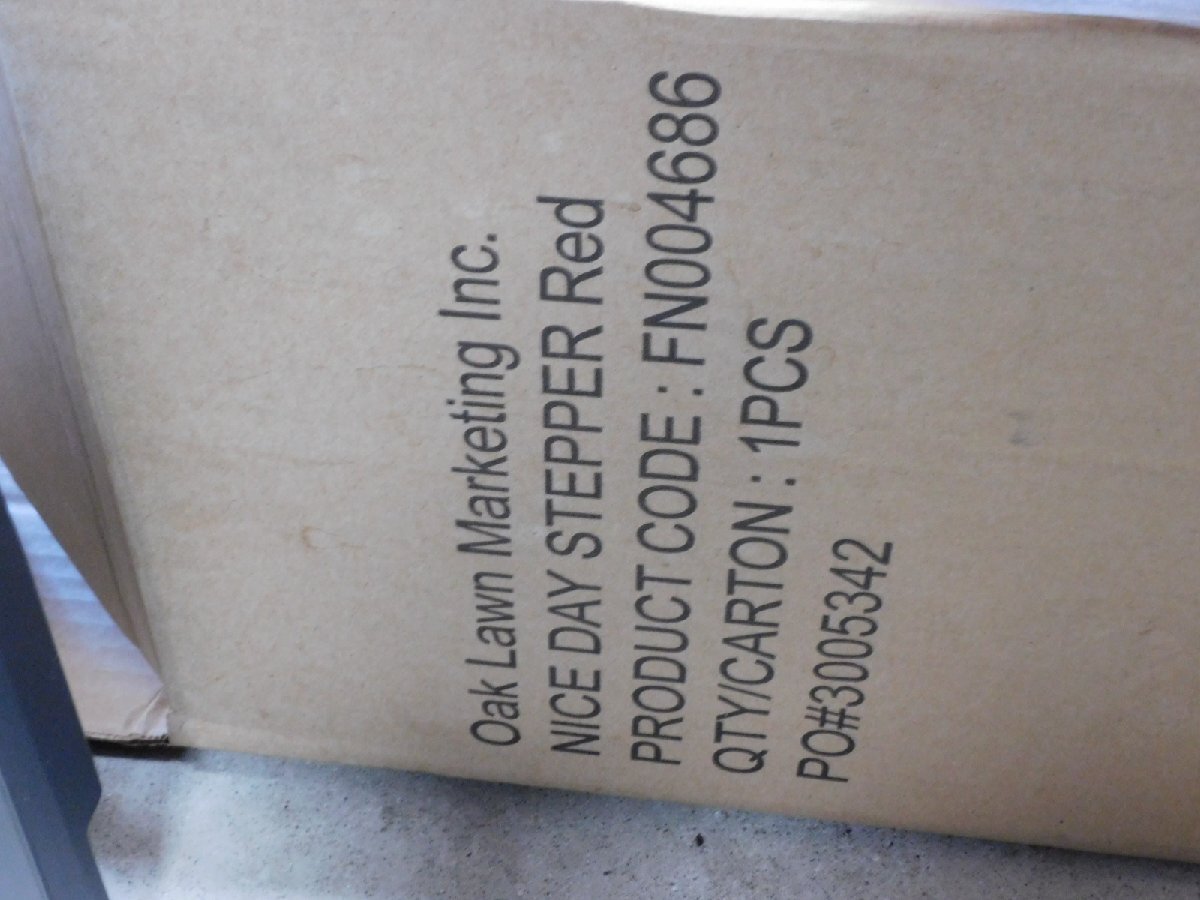 Oak Lawn Marketing Inc.
NICE DAY STEPPER Red
PRODUCT CODE : FN004686
QTY/CARTON : 1PCS
PO#3005342